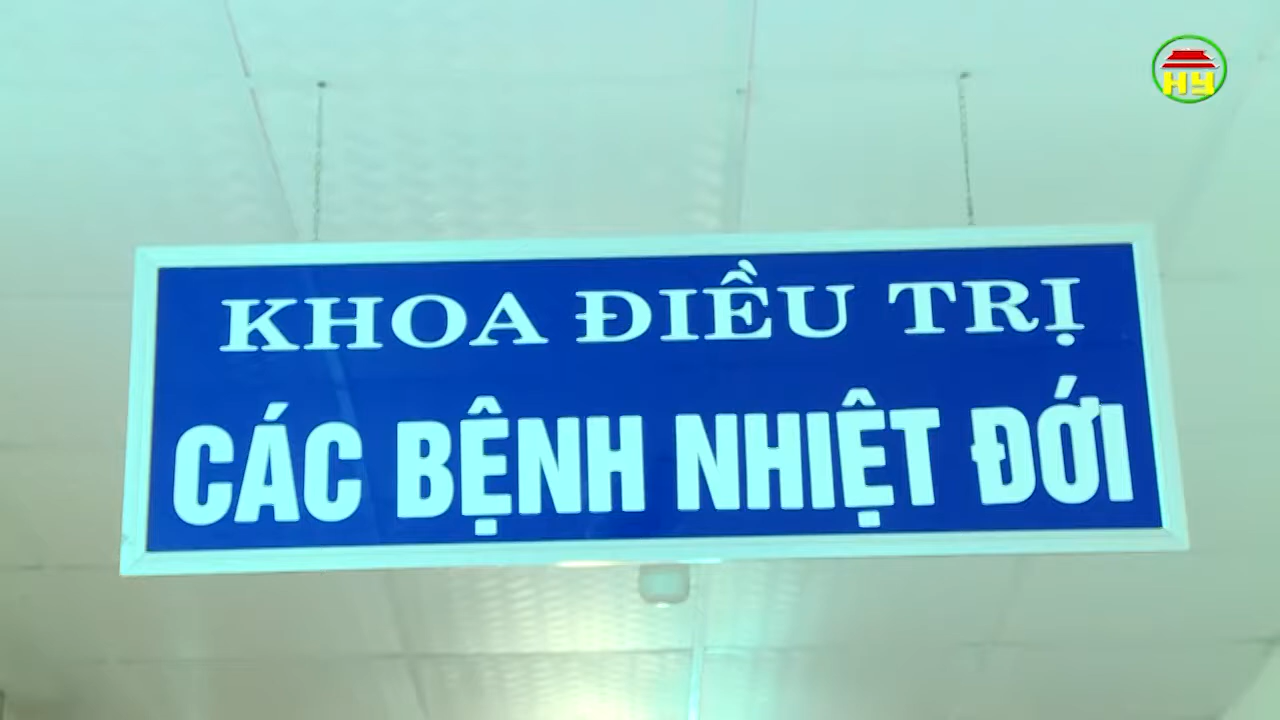 HY
KHOA ĐIỀU TRỊ
CÁC BỆNH NHIỆT ĐỚI